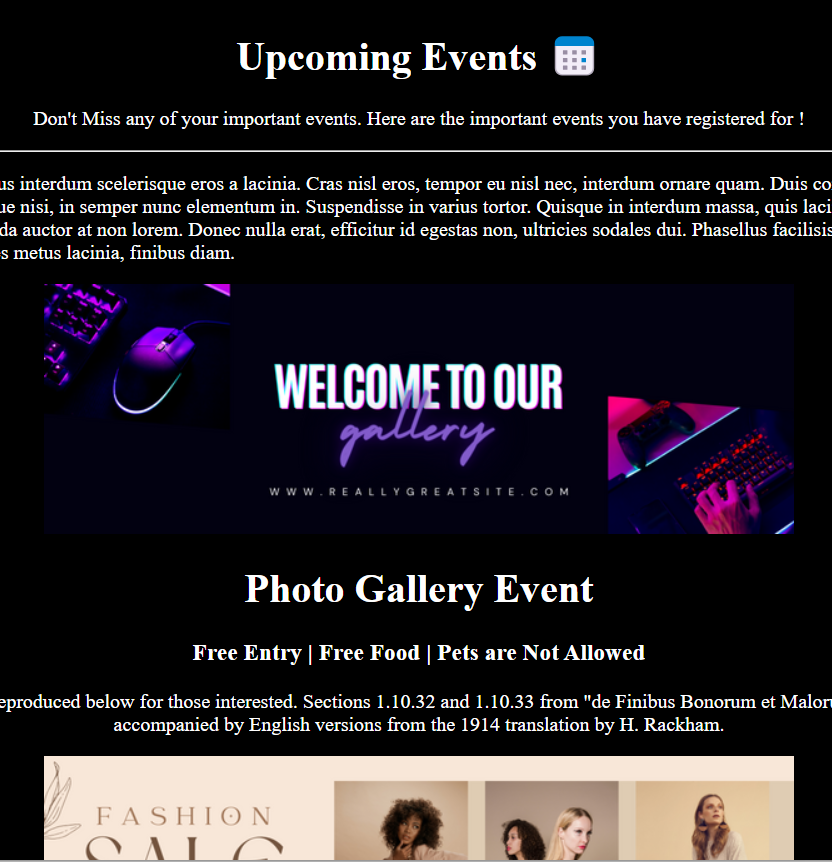 Upcoming Events
Don't Miss any of your important events. Here are the important events you have registered for !
us interdum scelerisque eros a lacinia. Cras nisl eros, tempor eu nisl nec, interdum ornare quam. Duis co
ue nisi, in semper nunc elementum in. Suspendisse in varius tortor. Quisque in interdum massa, quis laci
da auctor at non lorem. Donec nulla erat, efficitur id egestas non, ultricies sodales dui. Phasellus facilisis
s metus lacinia, finibus diam.
WELCOME TO OUR
gallery
WWW.REALLYGREATSITE.COM
Photo Gallery Event
Free Entry | Free Food | Pets are Not Allowed
eproduced below for those interested. Sections 1.10.32 and 1.10.33 from "de Finibus Bonorum et Maloru
accompanied by English versions from the 1914 translation by H. Rackham.
FASHION
SALE